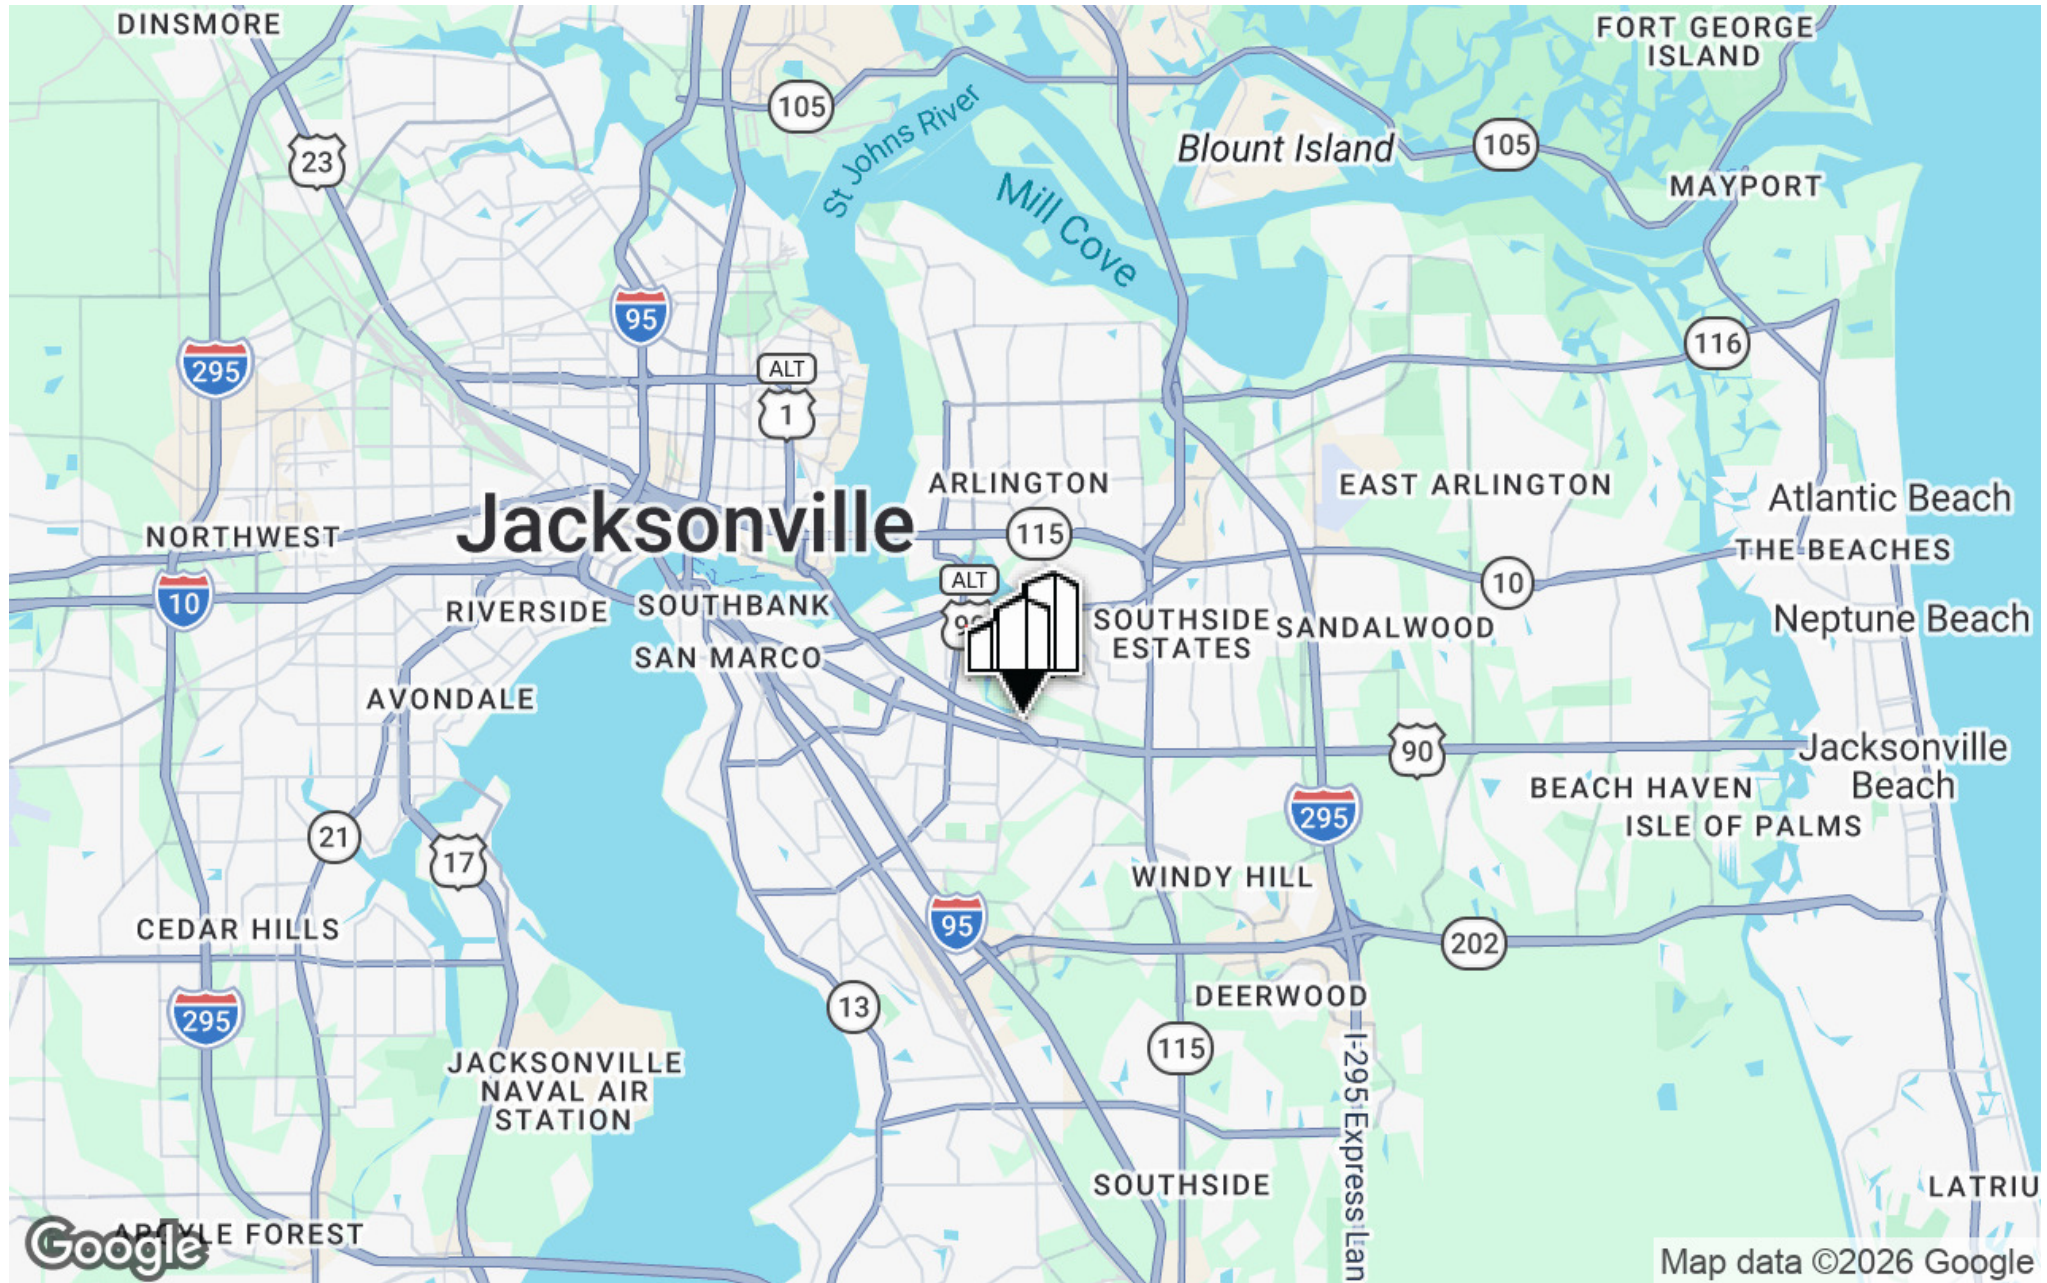 DINSMORE
FORT GEORGE
ISLAND
105
St Johns River
23
Blount Island
105
Mill Cove
MAYPORT
95
295
ALT
1
116
ARLINGTON
EAST ARLINGTON
Atlantic Beach
Jacksonville
NORTHWEST
115
THE BEACHES
10
ALT
10
RIVERSIDE
SOUTHBANK
SOUTHSIDE
ESTATES
SANDALWOOD
Neptune Beach
SAN MARCO
AVONDALE
90
Jacksonville
Beach
BEACH HAVEN
295
ISLE OF PALMS
21
17
WINDY HILL
CEDAR HILLS
95
202
295
13
DEERWOOD
115
JACKSONVILLE
NAVAL AIR
STATION
I-295 Express Lan
SOUTHSIDE
LATRIU
FOREST
Google
Map data ©2026 Google